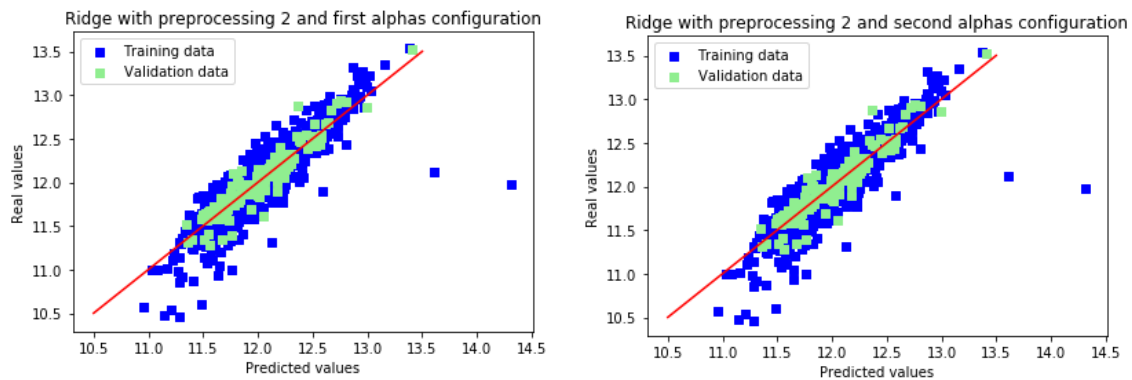 Ridge with preprocessing 2 and first alphas configuration
Training data
Validation data
Real values
13.5
13.0
12.5
12.0
11.5
11.0
10.5
10.5 11.0 11.5 12.0 12.5 13.0 13.5 14.0 14.5
Predicted values
Ridge with preprocessing 2 and second alphas configuration
Training data
Validation data
Real values
13.5
13.0
12.5
12.0
11.5
11.0
10.5
10.5 11.0 11.5 12.0 12.5 13.0 13.5 14.0 14.5
Predicted values